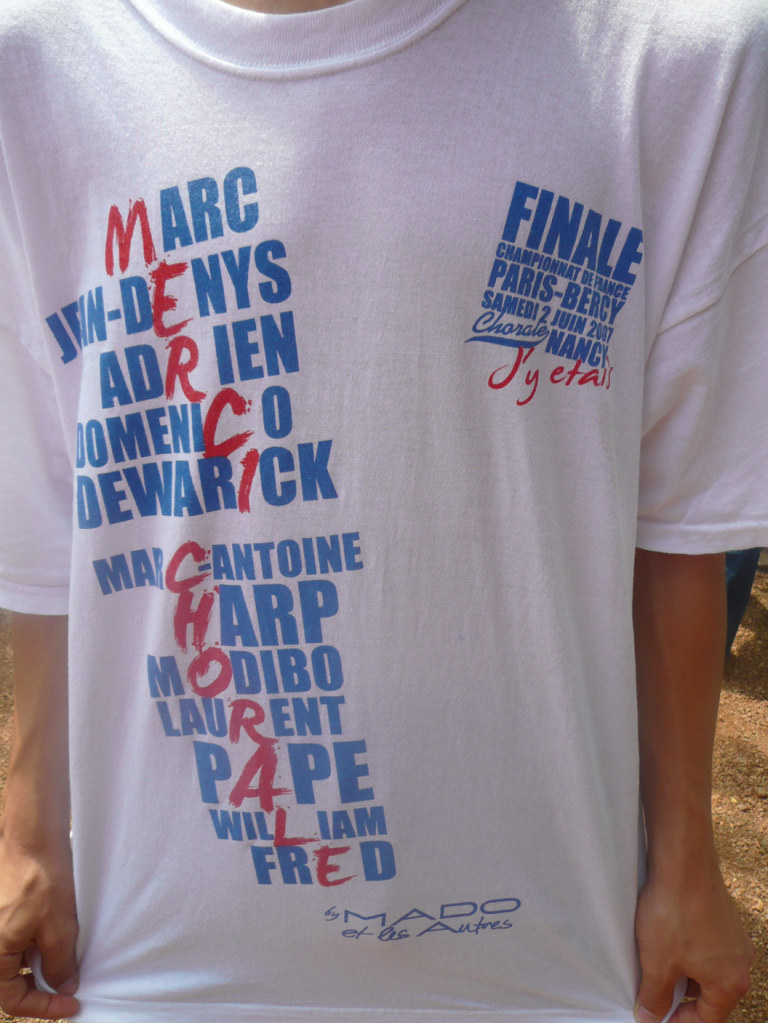 MARC
JEAN-DENYS
ADRIEN
DOMENICO
DEWARICK
MARC-ANTOINE
HARP
MODIBO
LAURENT
PAPE
WILLIAM
FRED
by MADO
et les Autres
FINALE
CHAMPIONNAT DE FRANCE
PARIS-BERCY
SAMEDI 2 JUIN 2007
Chorale
NANCY
J'y etais